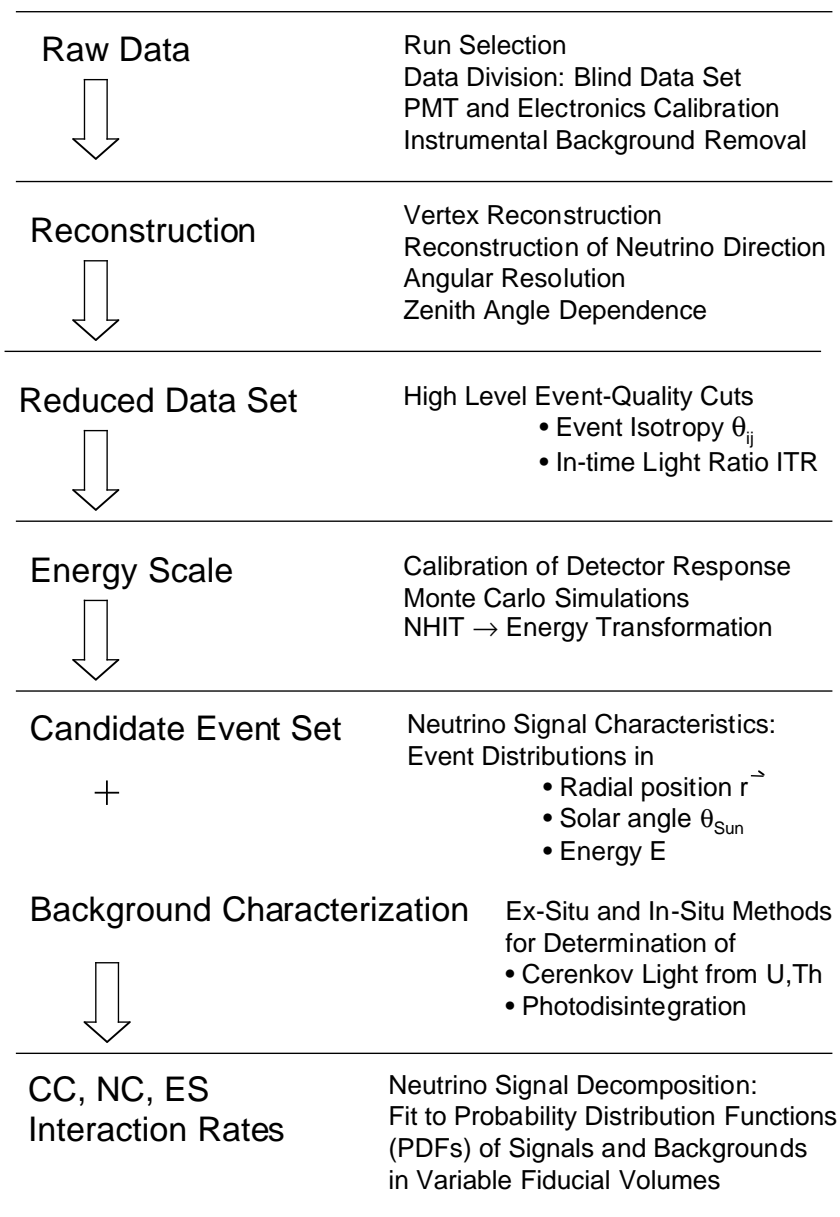 Raw Data
Run Selection
Data Division: Blind Data Set
PMT and Electronics Calibration
Instrumental Background Removal
Reconstruction
Vertex Reconstruction
Reconstruction of Neutrino Direction
Angular Resolution
Zenith Angle Dependence
Reduced Data Set
High Level Event-Quality Cuts
• Event Isotropy θij
• In-time Light Ratio ITR
Energy Scale
Calibration of Detector Response
Monte Carlo Simulations
NHIT → Energy Transformation
Candidate Event Set
+
Neutrino Signal Characteristics:
Event Distributions in
• Radial position r⇀
• Solar angle θSun
• Energy E
Background Characterization
Ex-Situ and In-Situ Methods
for Determination of
• Cerenkov Light from U,Th
• Photodisintegration
CC, NC, ES
Interaction Rates
Neutrino Signal Decomposition:
Fit to Probability Distribution Functions
(PDFs) of Signals and Backgrounds
in Variable Fiducial Volumes